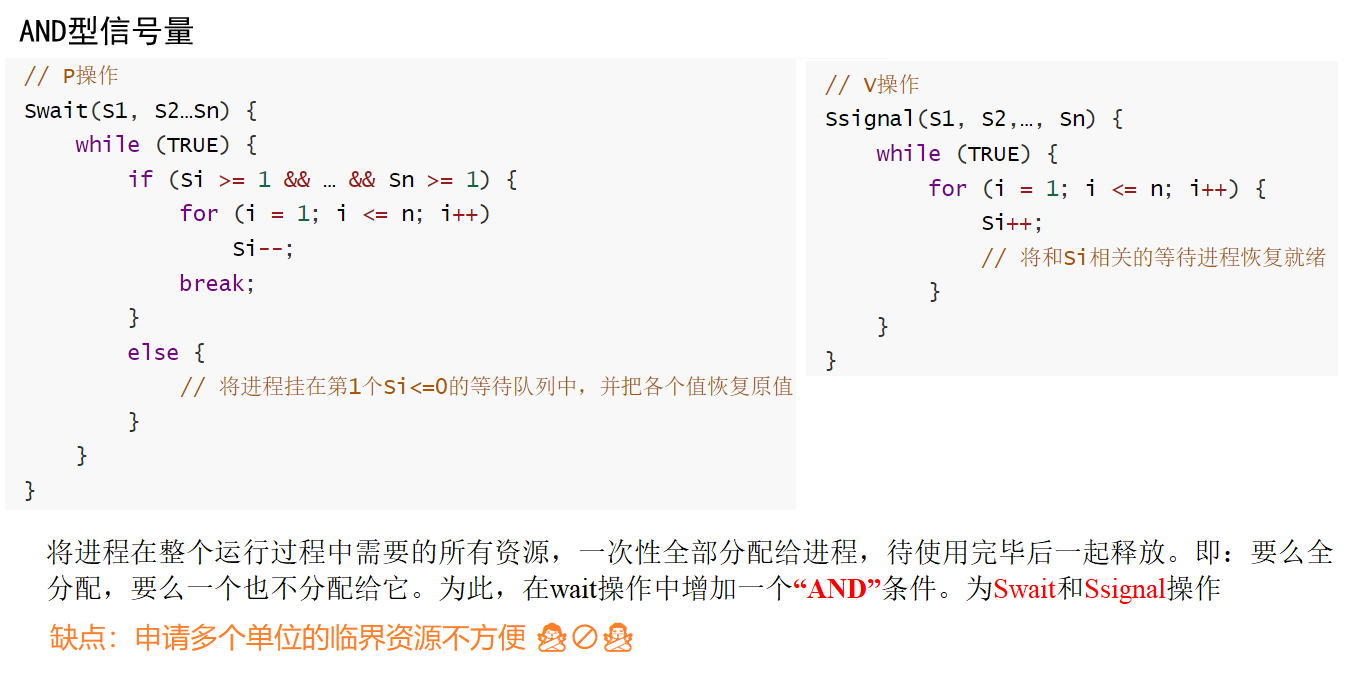 AND型信号量
// P操作
Swait(S1, S2…Sn) {
    while (TRUE) {
        if (Si >= 1 && … && Sn >= 1) {
            for (i = 1; i <= n; i++)
                Si--;
            break;
        }
        else {
            // 将进程挂在第1个Si<=0的等待队列中，并把各个值恢复原值
        }
    }
}
// V操作
Ssignal(S1, S2,…, Sn) {
    while (TRUE) {
        for (i = 1; i <= n; i++) {
            Si++;
            // 将和Si相关的等待进程恢复就绪
        }
    }
}
将进程在整个运行过程中需要的所有资源，一次性全部分配给进程，待使用完毕后一起释放。即：要么全
分配，要么一个也不分配给它。为此，在wait操作中增加一个“AND”条件。为Swait和Ssignal操作
缺点：申请多个单位的临界资源不方便 🙅🚫🙅